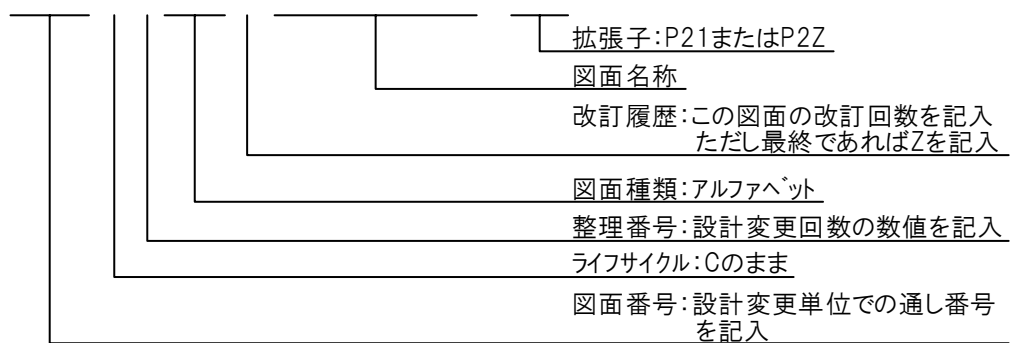 拡張子:P21またはP2Z
図面名称
改訂履歴:この図面の改訂回数を記入
ただし最終であればZを記入
図面種類:アルファベット
整理番号:設計変更回数の数値を記入
ライフサイクル:Cのまま
図面番号:設計変更単位での通し番号
を記入